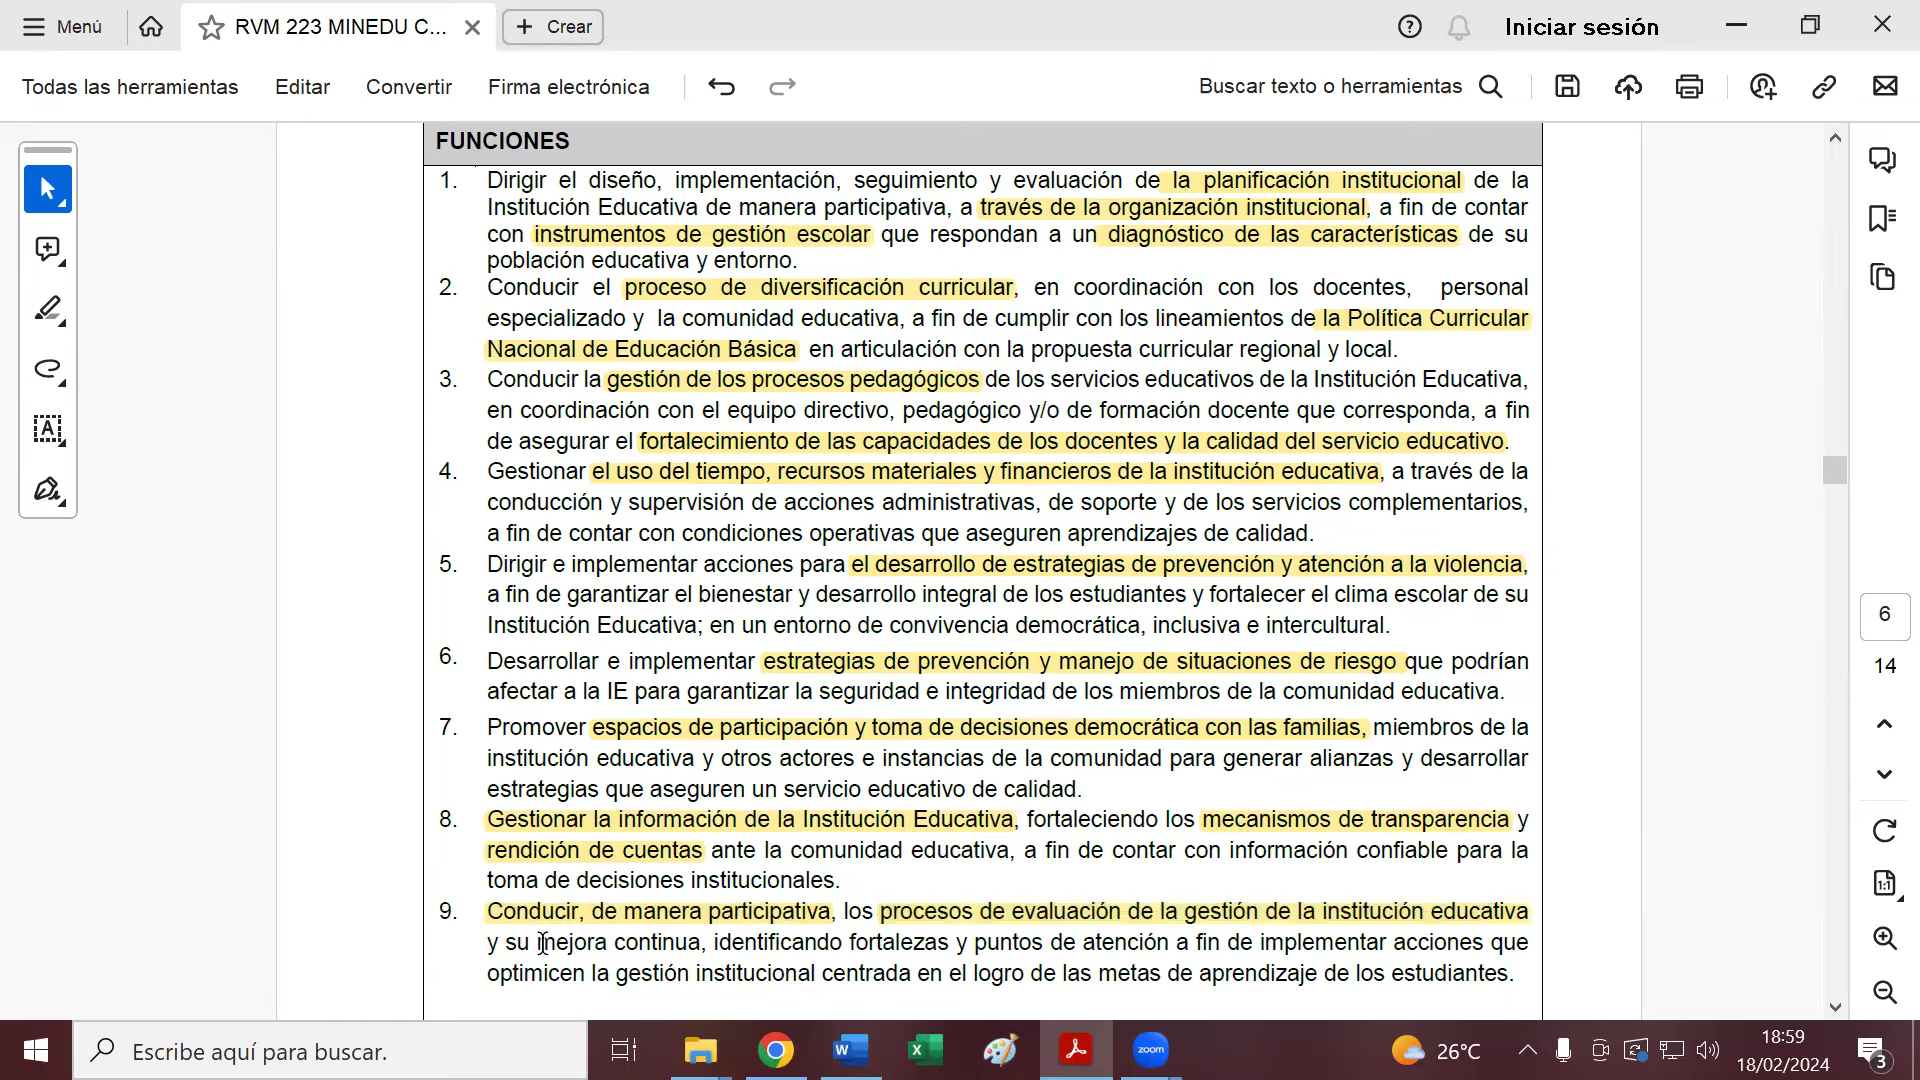 Menú
RVM 223 MINEDU C...
Crear
Iniciar sesión
Todas las herramientas
Editar
Convertir
Firma electrónica
Buscar texto o herramientas
FUNCIONES
1. Dirigir el diseño, implementación, seguimiento y evaluación de la planificación institucional de la
Institución Educativa de manera participativa, a través de la organización institucional, a fin de contar
con instrumentos de gestión escolar que respondan a un diagnóstico de las características de su
población educativa y entorno.
2. Conducir el proceso de diversificación curricular, en coordinación con los docentes, personal
especializado y la comunidad educativa, a fin de cumplir con los lineamientos de la Política Curricular
Nacional de Educación Básica en articulación con la propuesta curricular regional y local.
3. Conducir la gestión de los procesos pedagógicos de los servicios educativos de la Institución Educativa,
en coordinación con el equipo directivo, pedagógico y/o de formación docente que corresponda, a fin
de asegurar el fortalecimiento de las capacidades de los docentes y la calidad del servicio educativo.
4. Gestionar el uso del tiempo, recursos materiales y financieros de la institución educativa, a través de la
conducción y supervisión de acciones administrativas, de soporte y de los servicios complementarios,
a fin de contar con condiciones operativas que aseguren aprendizajes de calidad.
5. Dirigir e implementar acciones para el desarrollo de estrategias de prevención y atención a la violencia,
a fin de garantizar el bienestar y desarrollo integral de los estudiantes y fortalecer el clima escolar de su
Institución Educativa; en un entorno de convivencia democrática, inclusiva e intercultural.
6. Desarrollar e implementar estrategias de prevención y manejo de situaciones de riesgo que podrían
afectar a la IE para garantizar la seguridad e integridad de los miembros de la comunidad educativa.
7. Promover espacios de participación y toma de decisiones democrática con las familias, miembros de la
institución educativa y otros actores e instancias de la comunidad para generar alianzas y desarrollar
estrategias que aseguren un servicio educativo de calidad.
8. Gestionar la información de la Institución Educativa, fortaleciendo los mecanismos de transparencia y
rendición de cuentas ante la comunidad educativa, a fin de contar con información confiable para la
toma de decisiones institucionales.
9. Conducir, de manera participativa, los procesos de evaluación de la gestión de la institución educativa
y su mejora continua, identificando fortalezas y puntos de atención a fin de implementar acciones que
optimicen la gestión institucional centrada en el logro de las metas de aprendizaje de los estudiantes.
6
14
1:1
Escribe aquí para buscar.
W
X
zoom
26°C
18:59
18/02/2024
3